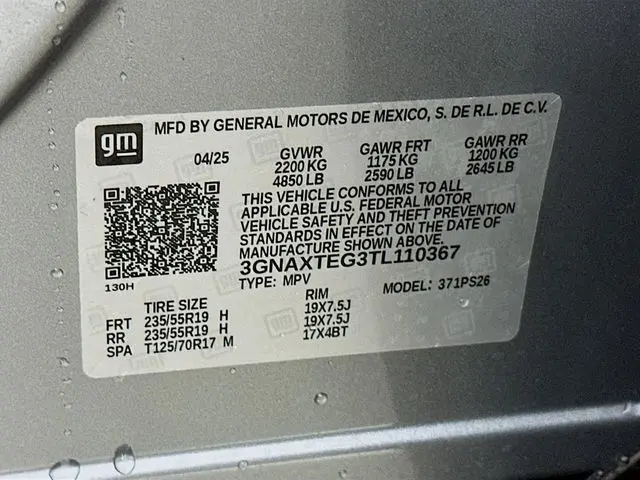 gm
MFD BY GENERAL MOTORS DE MEXICO, S. DE R.L. DE C.V.
04/25 GVWR GAWR FRT GAWR RR
2200 KG 1175 KG 1200 KG
4850 LB 2590 LB 2645 LB
THIS VEHICLE CONFORMS TO ALL
APPLICABLE U.S. FEDERAL MOTOR
VEHICLE SAFETY AND THEFT PREVENTION
STANDARDS IN EFFECT ON THE DATE OF
MANUFACTURE SHOWN ABOVE.
3GNAXTEG3TL110367
130H
TYPE: MPV MODEL: 371PS26
TIRE SIZE RIM
FRT 235/55R19 H 19X7.5J
RR 235/55R19 H 19X7.5J
SPA T125/70R17 M 17X4BT